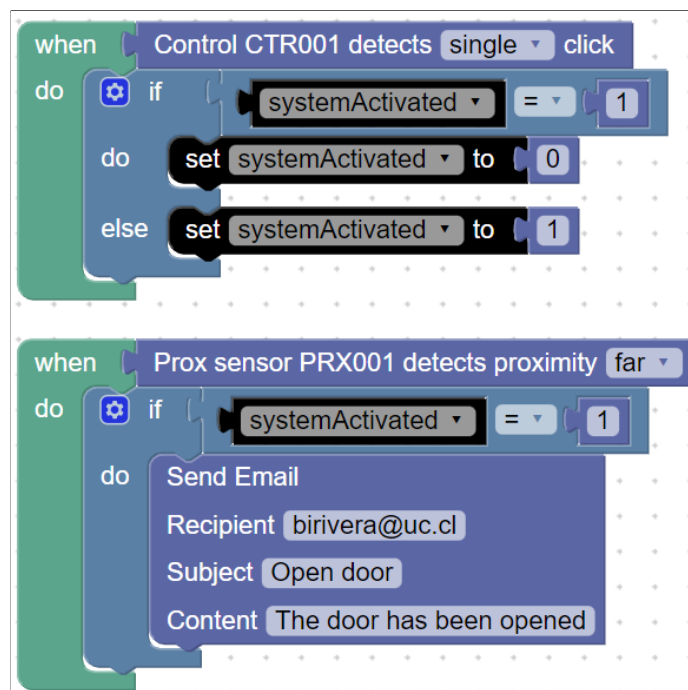 when Control CTR001 detects single click
do if systemActivated = 1
do set systemActivated to 0
else set systemActivated to 1
when Prox sensor PRX001 detects proximity far
do if systemActivated = 1
do Send Email
Recipient birivera@uc.cl
Subject Open door
Content The door has been opened